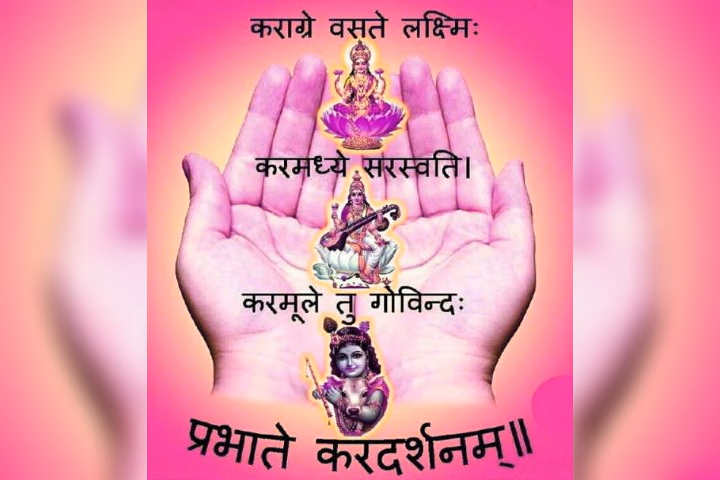 कराग्रे वसते लक्ष्मिः
करमध्ये सरस्वति।
करमूले तु गोविन्दः
प्रभाते करदर्शनम्॥